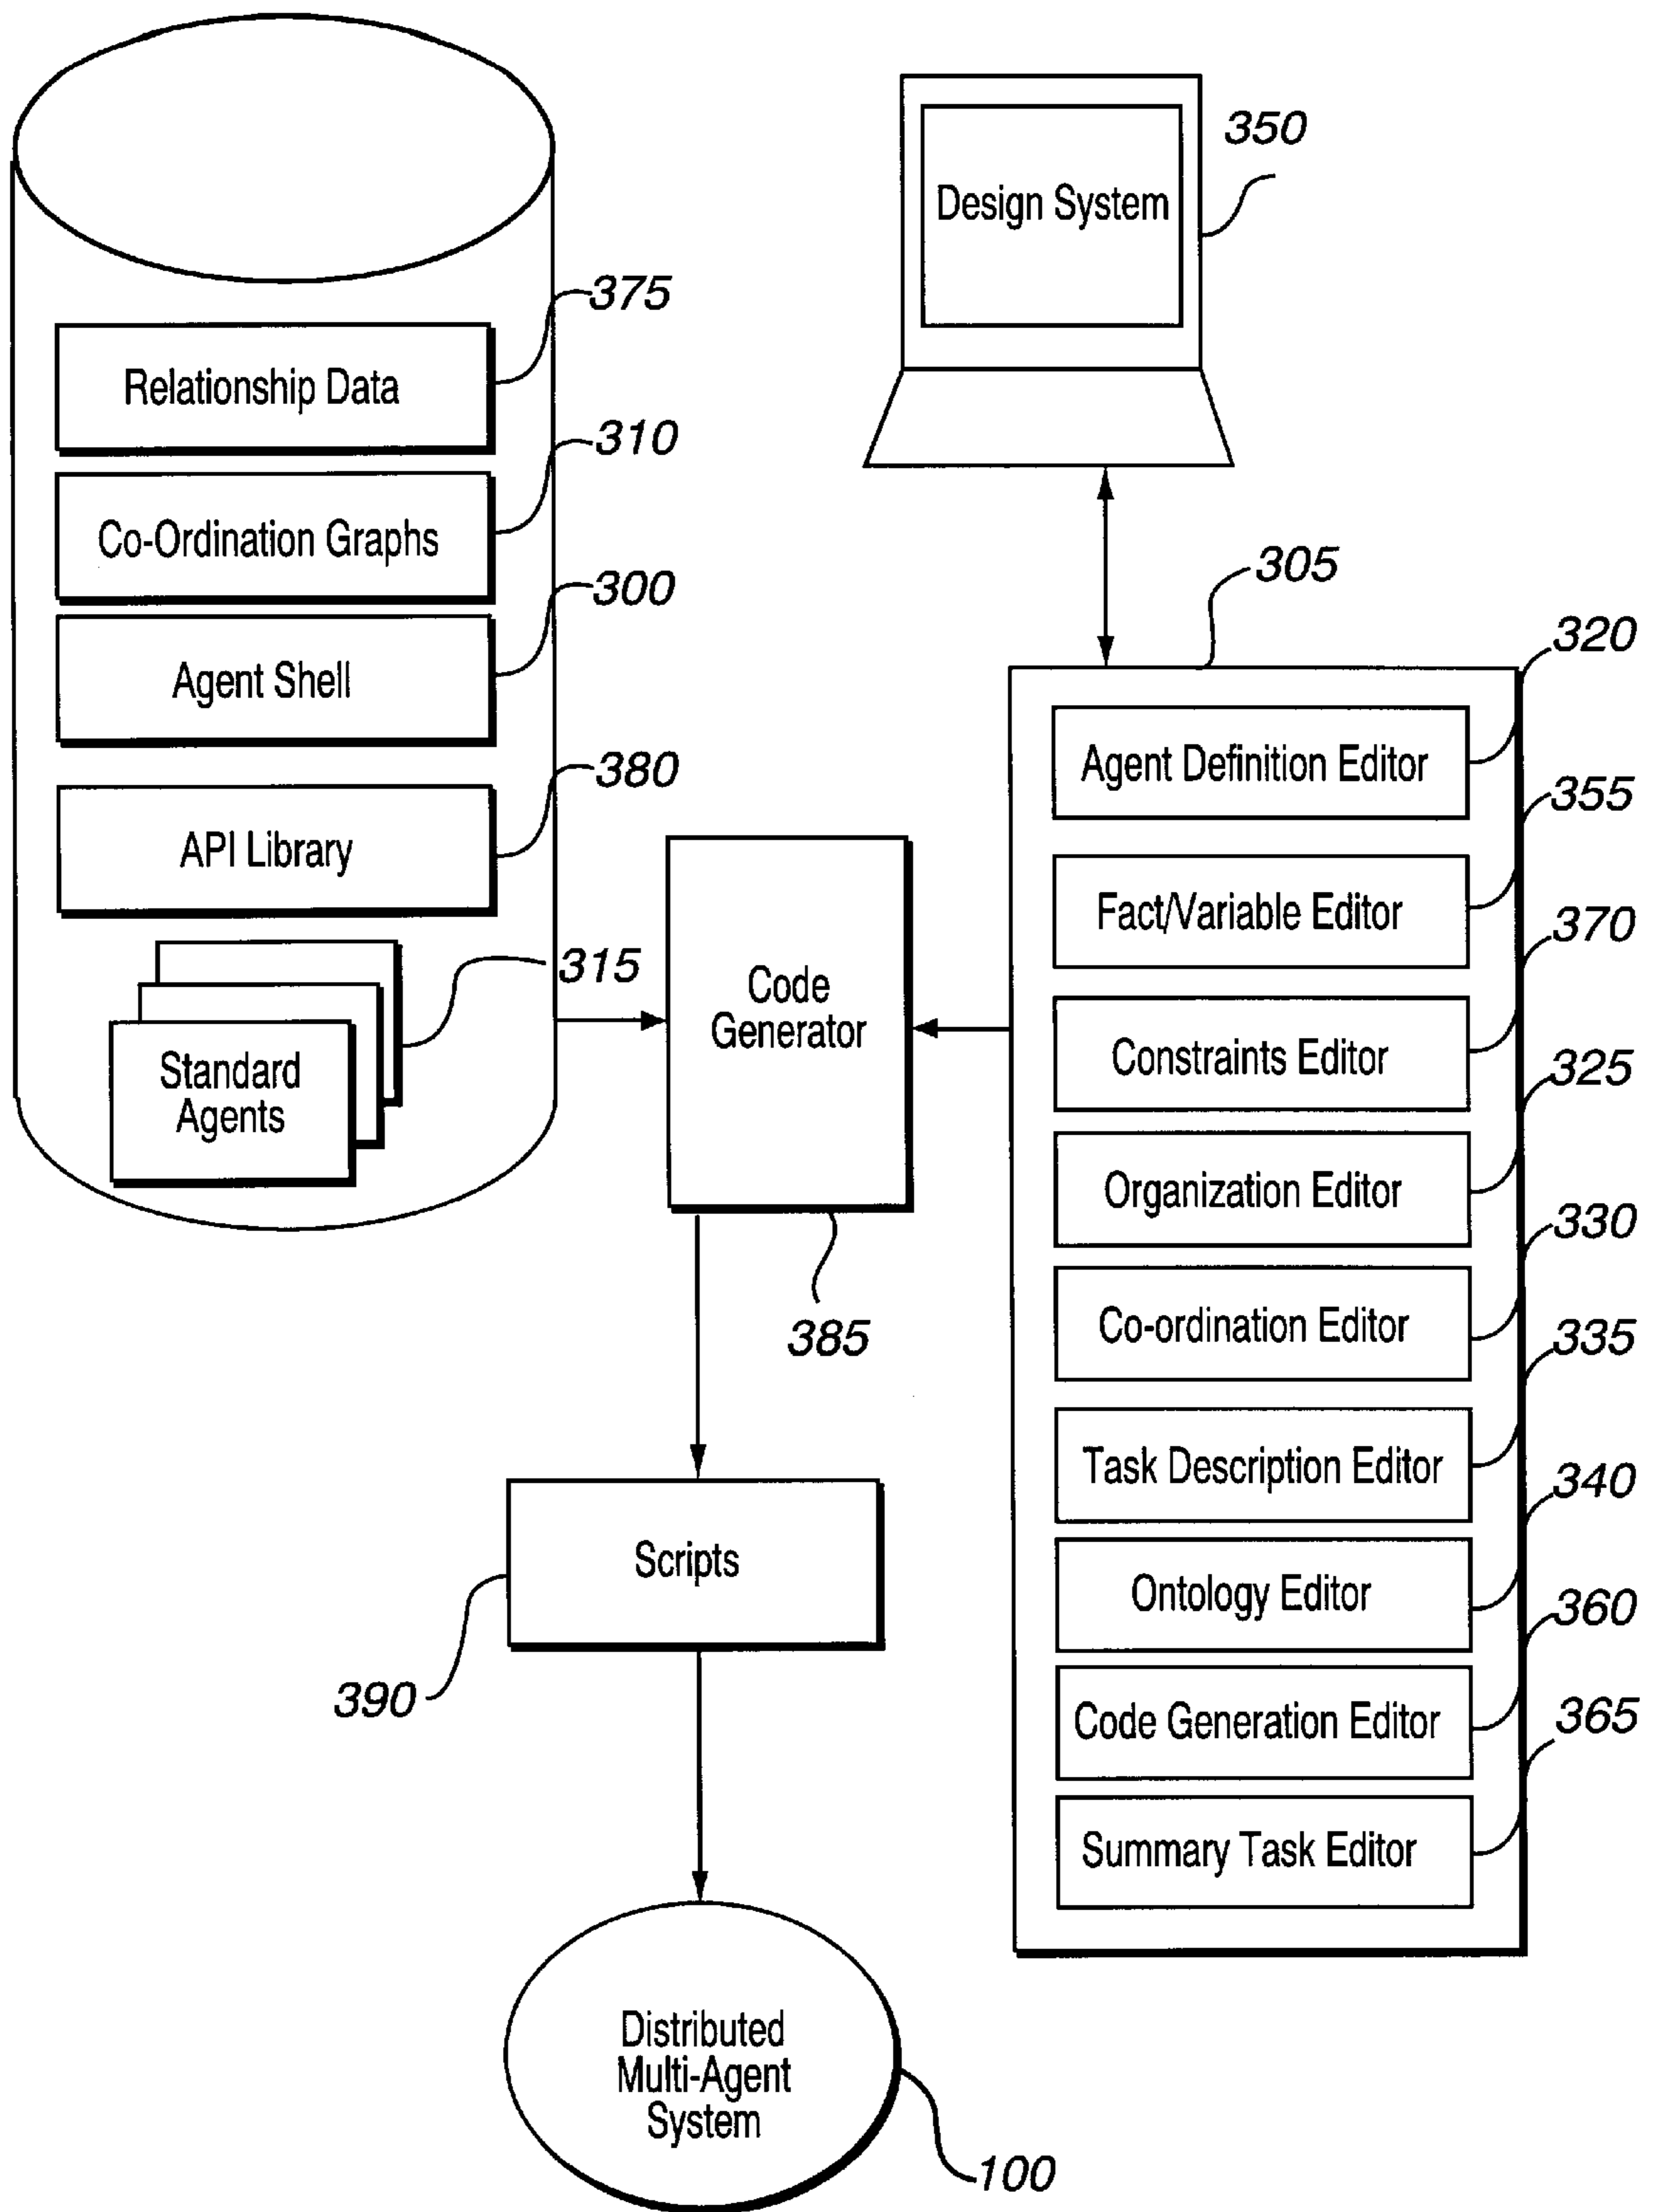 350
Design System
375
Relationship Data
310
Co-Ordination Graphs
300
Agent Shell
380
API Library
315
Standard
Agents
Code
Generator
385
305
320
Agent Definition Editor
355
Fact/Variable Editor
370
Constraints Editor
325
Organization Editor
330
Co-ordination Editor
335
Task Description Editor
340
Ontology Editor
360
Code Generation Editor
365
Summary Task Editor
Scripts
390
Distributed
Multi-Agent
System
100